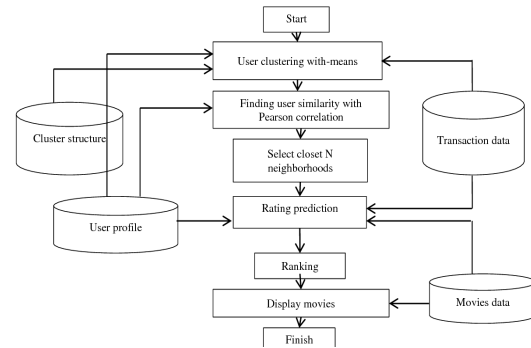 Start
User clustering with-means
Finding user similarity with
Pearson correlation
Cluster structure
Transaction data
Select closet N
neighborhoods
Rating prediction
User profile
Ranking
Display movies
Movies data
Finish